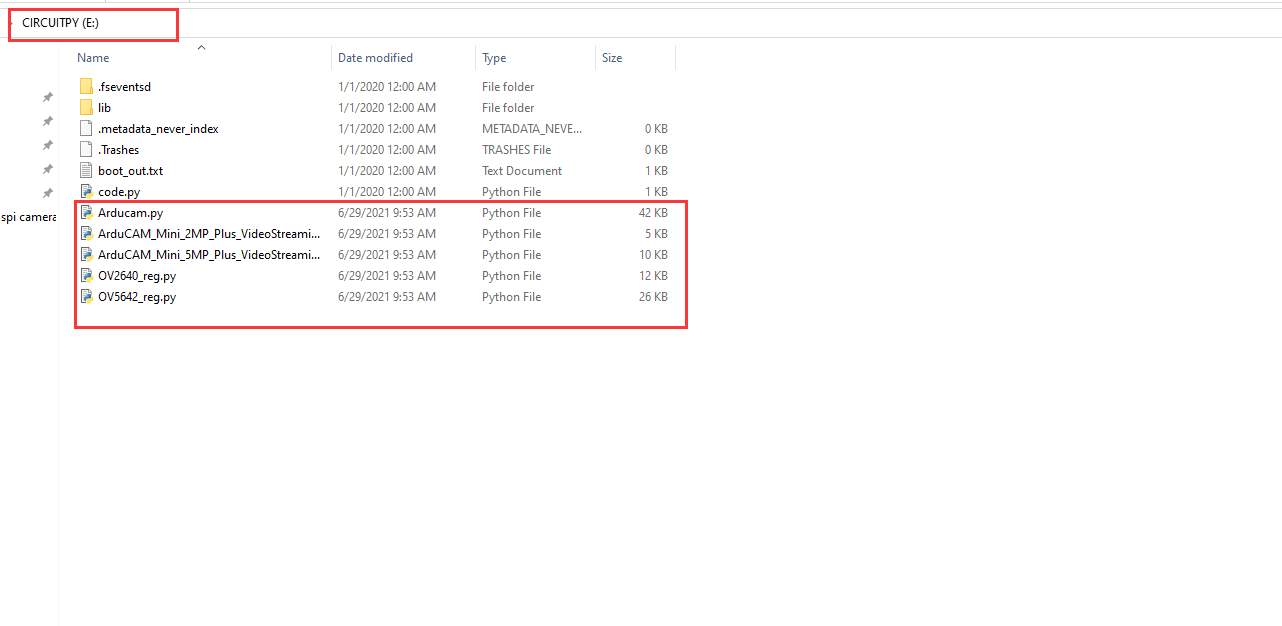 CIRCUITPY (E:)
Name Date modified Type Size
.fseventsd 1/1/2020 12:00 AM File folder
lib 1/1/2020 12:00 AM File folder
.metadata_never_index 1/1/2020 12:00 AM METADATA_NEVE... 0 KB
.Trashes 1/1/2020 12:00 AM TRASHES File 0 KB
boot_out.txt 1/1/2020 12:00 AM Text Document 1 KB
code.py 1/1/2020 12:00 AM Python File 1 KB
Arducam.py 6/29/2021 9:53 AM Python File 42 KB
spi camera
ArduCAM_Mini_2MP_Plus_VideoStreami... 6/29/2021 9:53 AM Python File 5 KB
ArduCAM_Mini_5MP_Plus_VideoStreami... 6/29/2021 9:53 AM Python File 10 KB
OV2640_reg.py 6/29/2021 9:53 AM Python File 12 KB
OV5642_reg.py 6/29/2021 9:53 AM Python File 26 KB